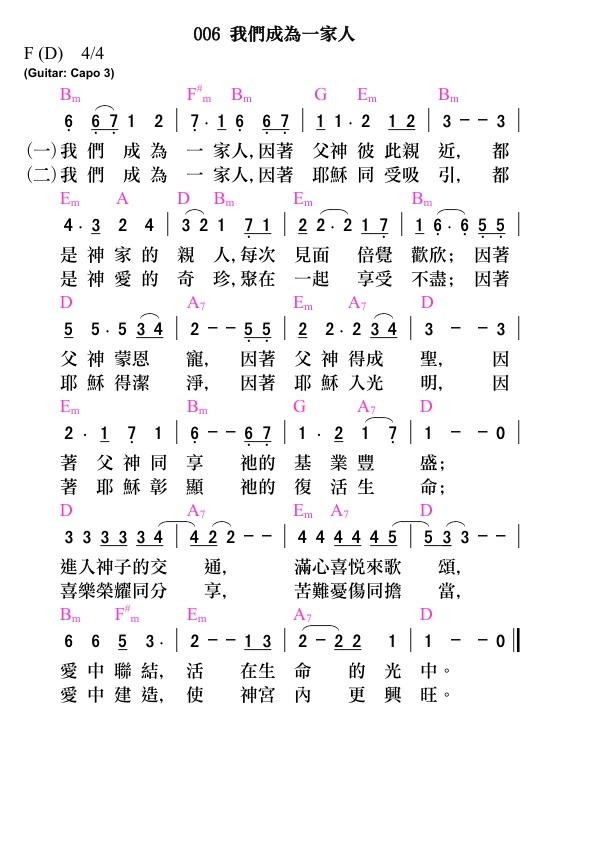 006 我們成為一家人
F (D) 4/4
(Guitar: Capo 3)
Bm F#m Bm G Em Bm
6 6 7 1 2 | 7 · 1 6 6 7 | 1 1 · 2 1 2 | 3 – – 3 |
(一)我 們 成 為 一 家人, 因著 父神 彼 此親 近, 都
(二)我 們 成 為 一 家人, 因著 耶穌 同 受吸 引, 都
Em A D Bm Em Bm
4 · 3 2 4 | 3 2 1 7 1 | 2 2 · 2 1 7 | 1 6 · 6 5 5 |
是 神 家 的 親 人, 每次 見面 倍覺 歡欣; 因著
是 神 愛 的 奇 珍, 聚在 一起 享受 不盡; 因著
D A7 Em A7 D
5 5 · 5 3 4 | 2 – – 5 5 | 2 2 · 2 3 4 | 3 – – 3 |
父 神 蒙恩 寵, 因著 父 神 得成 聖, 因
耶 穌 得潔 淨, 因著 耶 穌 入光 明, 因
Em Bm G A7 D
2 · 1 7 1 | 6 – – 6 7 | 1 · 2 1 7 | 1 – – 0 |
著 父 神 同 享 祂的 基 業 豐 盛;
著 耶 穌 彰 顯 祂的 復 活 生 命;
D A7 Em A7 D
3 3 3 3 3 4 | 4 2 2 – – | 4 4 4 4 4 5 | 5 3 3 – – |
進入神子的交 通, 滿心喜悅來歌 頌,
喜樂榮耀同分 享, 苦難憂傷同擔 當,
Bm F#m Em A7 D
6 6 5 3 · | 2 – – 1 3 | 2 – 2 2 1 | 1 – – 0 ‖
愛 中 聯 結, 活 在生 命 的 光 中。
愛 中 建 造, 使 神宮 內 更 興 旺。